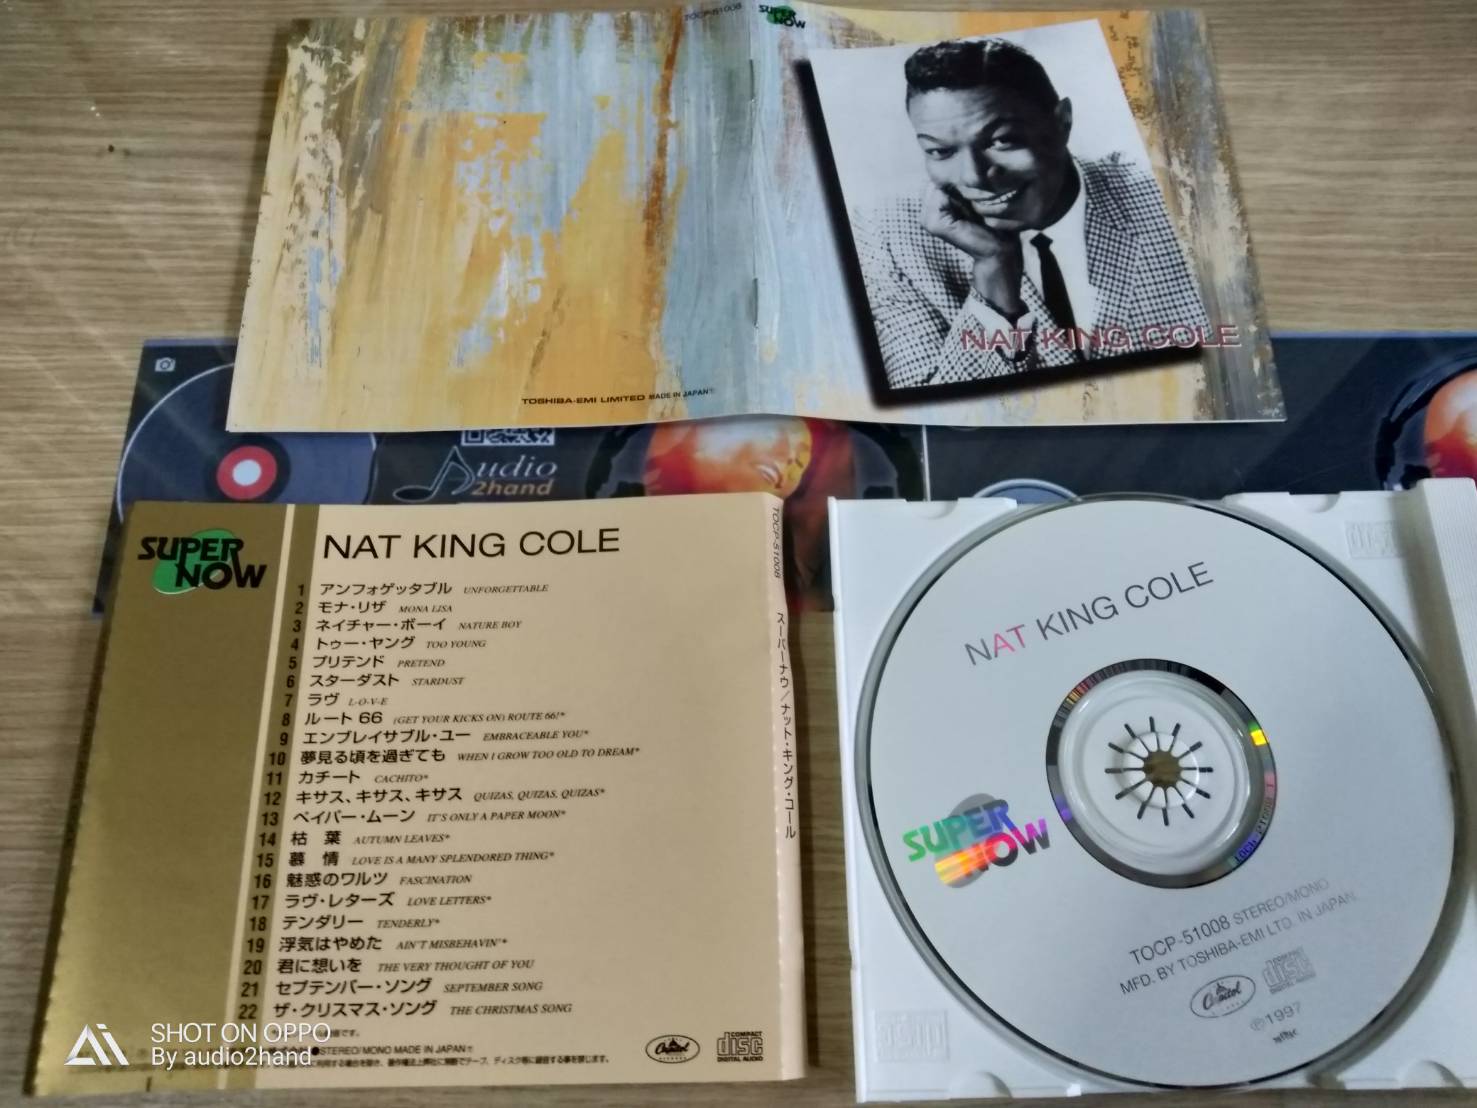 TOCP-51008
SUPER NOW
NAT KING COLE
TOSHIBA-EMI LIMITED MADE IN JAPAN
Audio
2hand
SUPER NOW
NAT KING COLE
1 アンフォゲッタブル UNFORGETTABLE
2 モナ・リザ MONA LISA
3 ネイチャー・ボーイ NATURE BOY
4 トゥー・ヤング TOO YOUNG
5 プリテンド PRETEND
6 スターダスト STARDUST
7 ラヴ L-O-V-E
8 ルート 66 (GET YOUR KICKS ON) ROUTE 66!*
9 エンブレイサブル・ユー EMBRACEABLE YOU*
10 夢見る頃を過ぎても WHEN I GROW TOO OLD TO DREAM*
11 カチート CACHITO*
12 キサス、キサス、キサス QUIZAS, QUIZAS, QUIZAS*
13 ペイパー・ムーン IT'S ONLY A PAPER MOON*
14 枯 葉 AUTUMN LEAVES*
15 慕 情 LOVE IS A MANY SPLENDORED THING*
16 魅惑のワルツ FASCINATION
17 ラヴ・レターズ LOVE LETTERS*
18 テンダリー TENDERLY*
19 浮気はやめた AIN'T MISBEHAVIN'*
20 君に想いを THE VERY THOUGHT OF YOU
21 セプテンバー・ソング SEPTEMBER SONG
22 ザ・クリスマス・ソング THE CHRISTMAS SONG
●STEREO/MONO MADE IN JAPAN
Capitol
COMPACT
disc
DIGITAL AUDIO
TOCP-51008 スーパーナウ／ナット・キング・コール
NAT KING COLE
SUPER NOW
TOCP-51008 STEREO/MONO
MFD. BY TOSHIBA-EMI LTD. IN JAPAN.
Capitol
COMPACT
disc
DIGITAL AUDIO
℗1997
SHOT ON OPPO
By audio2hand